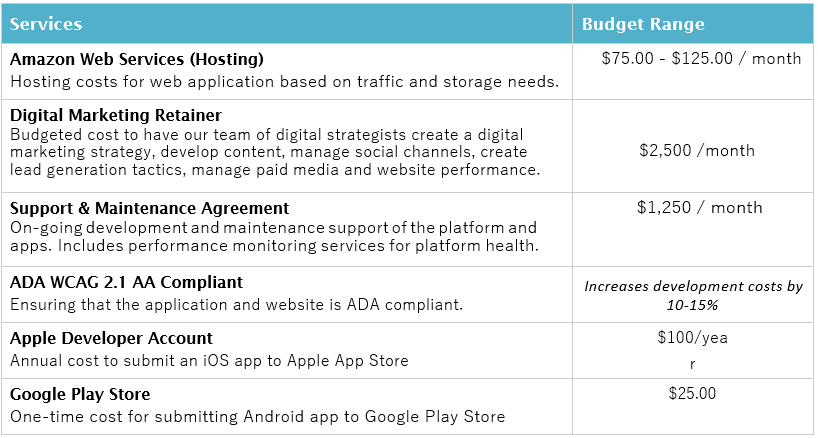 Services Budget Range
Amazon Web Services (Hosting) $75.00 - $125.00 / month
Hosting costs for web application based on traffic and storage needs.
Digital Marketing Retainer
Budgeted cost to have our team of digital strategists create a digital
marketing strategy, develop content, manage social channels, create
$2,500 /month
lead generation tactics, manage paid media and website performance.
Support & Maintenance Agreement $1,250 / month
On-going development and maintenance support of the platform and
apps. Includes performance monitoring services for platform health.
ADA WCAG 2.1 AA Compliant
Increases development costs by
Ensuring that the application and website is ADA compliant.
10-15%
Apple Developer Account $100/yea
Annual cost to submit an iOS app to Apple App Store
r
Google Play Store $25.00
One-time cost for submitting Android app to Google Play Store